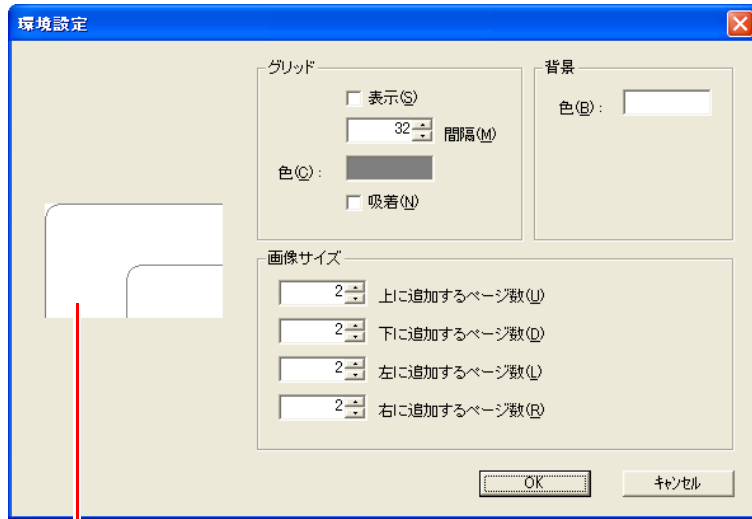 環境設定
グリッド
表示(S)
32 間隔(M)
色(C) :
吸着(N)
背景
色(B) :
画像サイズ
2 上に追加するページ数(U)
2 下に追加するページ数(D)
2 左に追加するページ数(L)
2 右に追加するページ数(R)
OK
キャンセル